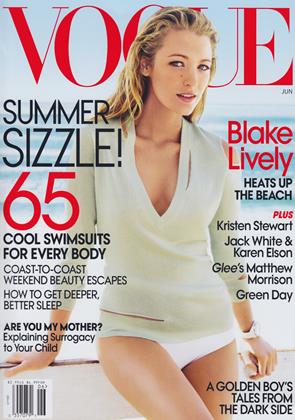 VOGUE
JUN
SUMMER
SIZZLE!
65
COOL SWIMSUITS
FOR EVERY BODY
COAST-TO-COAST
WEEKEND BEAUTY ESCAPES
HOW TO GET DEEPER,
BETTER SLEEP
ARE YOU MY MOTHER?
Explaining Surrogacy
to Your Child
Blake
Lively
HEATS UP
THE BEACH
PLUS
Kristen Stewart
Jack White &
Karen Elson
Glee's Matthew
Morrison
Green Day
A GOLDEN BOY'S
TALES FROM
THE DARK SIDE